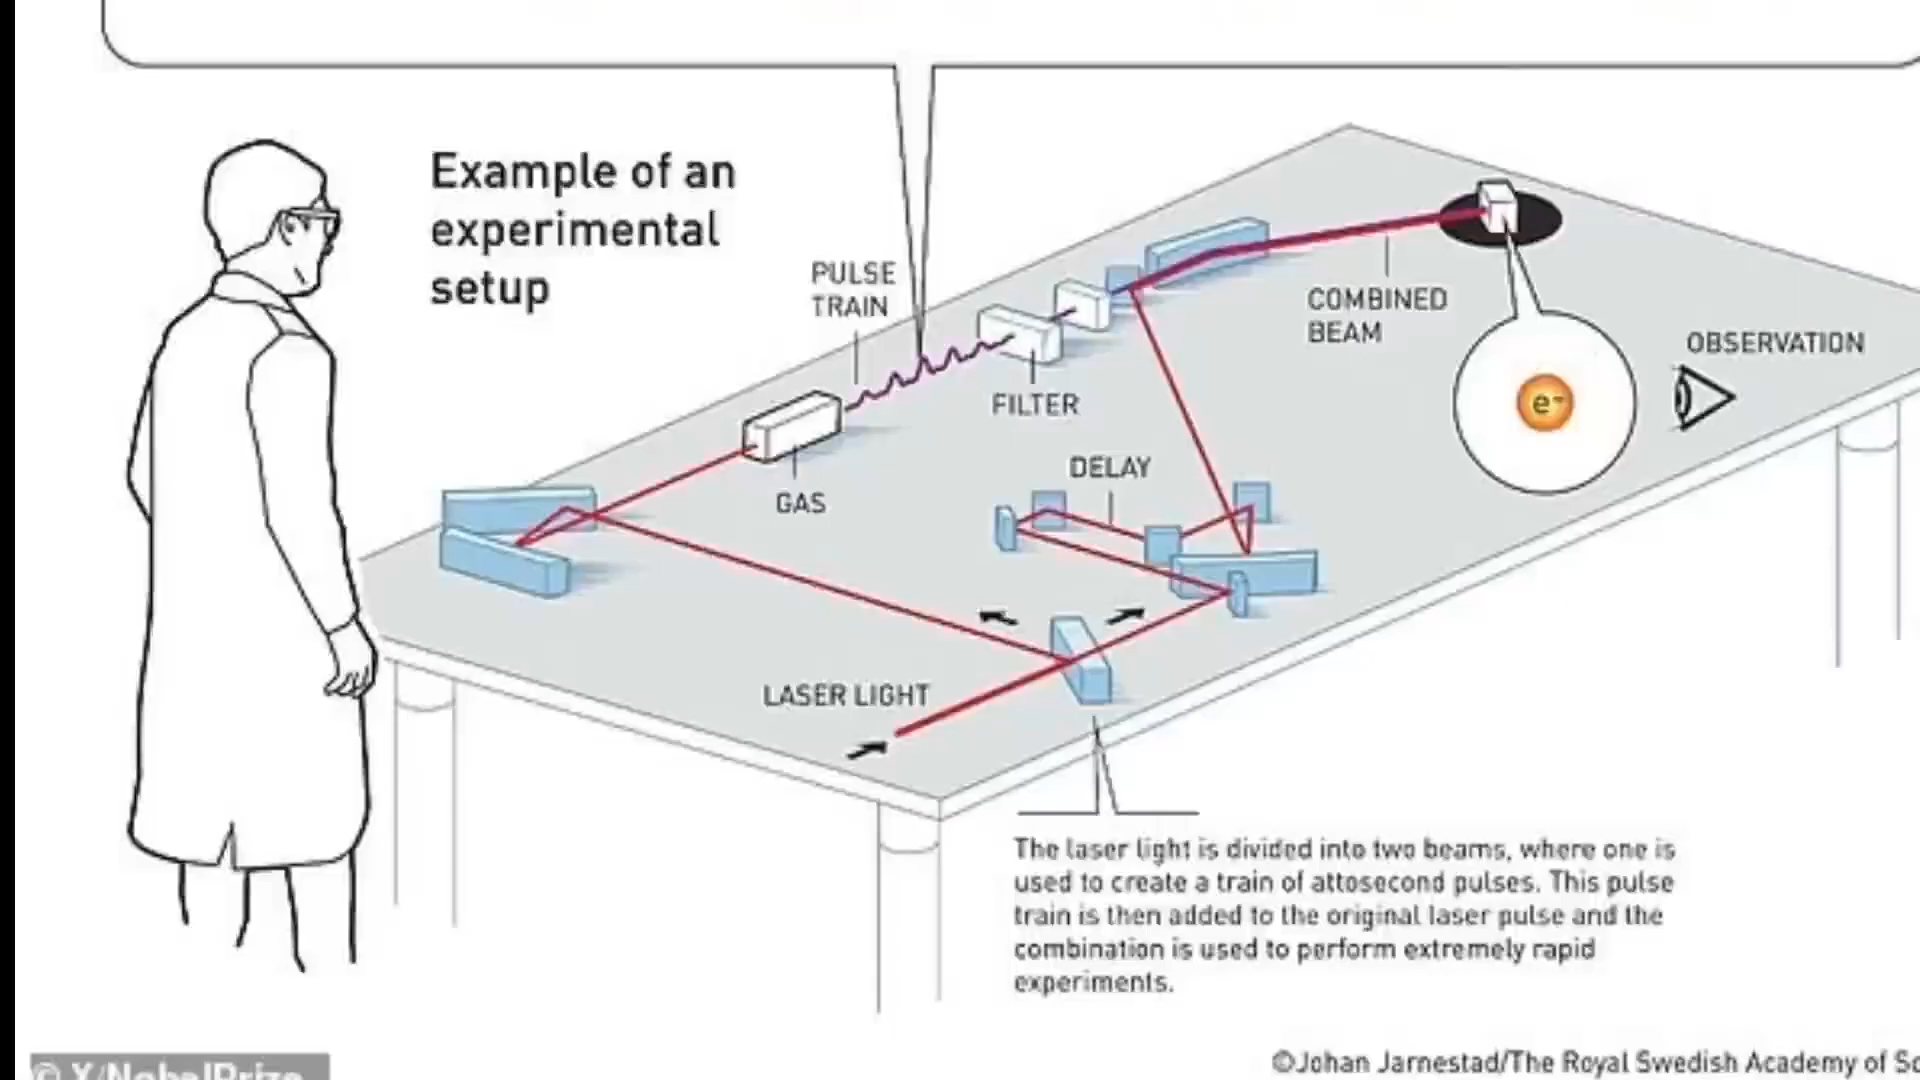 Example of an
experimental
setup
PULSE
TRAIN
COMBINED
BEAM
OBSERVATION
e-
FILTER
GAS
DELAY
LASER LIGHT
The laser light is divided into two beams, where one is
used to create a train of attosecond pulses. This pulse
train is then added to the original laser pulse and the
combination is used to perform extremely rapid
experiments.
© X/NobelPrize
©Johan Jarnestad/The Royal Swedish Academy of